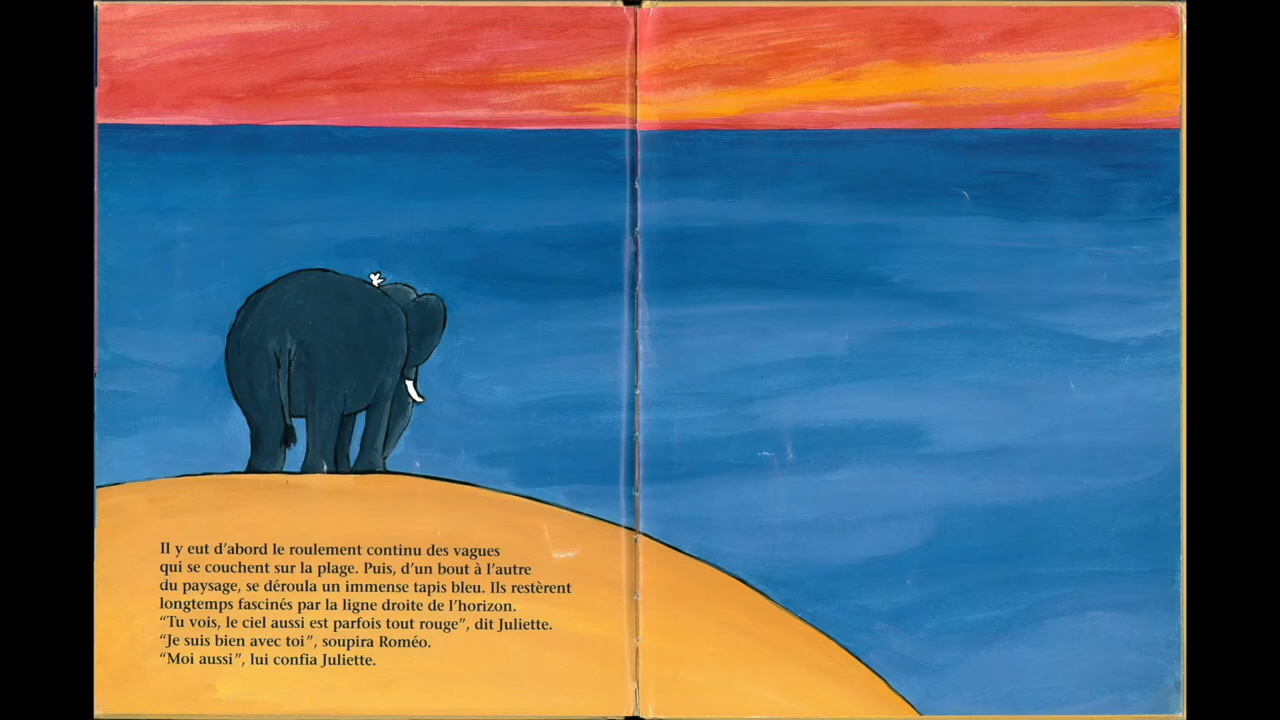 Il y eut d'abord le roulement continu des vagues
qui se couchent sur la plage. Puis, d'un bout à l'autre
du paysage, se déroula un immense tapis bleu. Ils restèrent
longtemps fascinés par la ligne droite de l'horizon.
“Tu vois, le ciel aussi est parfois tout rouge”, dit Juliette.
“Je suis bien avec toi”, soupira Roméo.
“Moi aussi”, lui confia Juliette.